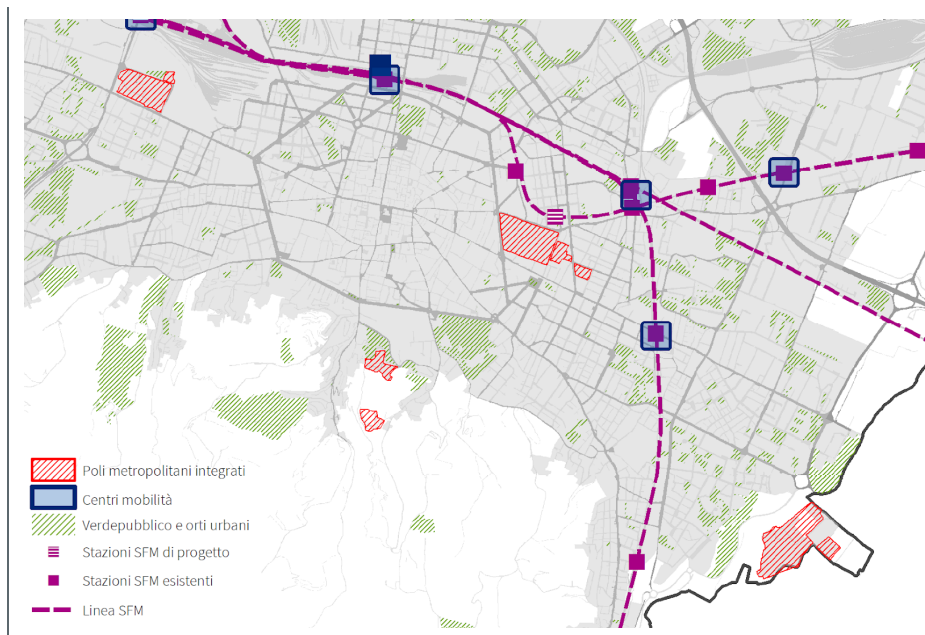 Poli metropolitani integrati
Centri mobilità
Verdepubblico e orti urbani
Stazioni SFM di progetto
Stazioni SFM esistenti
Linea SFM